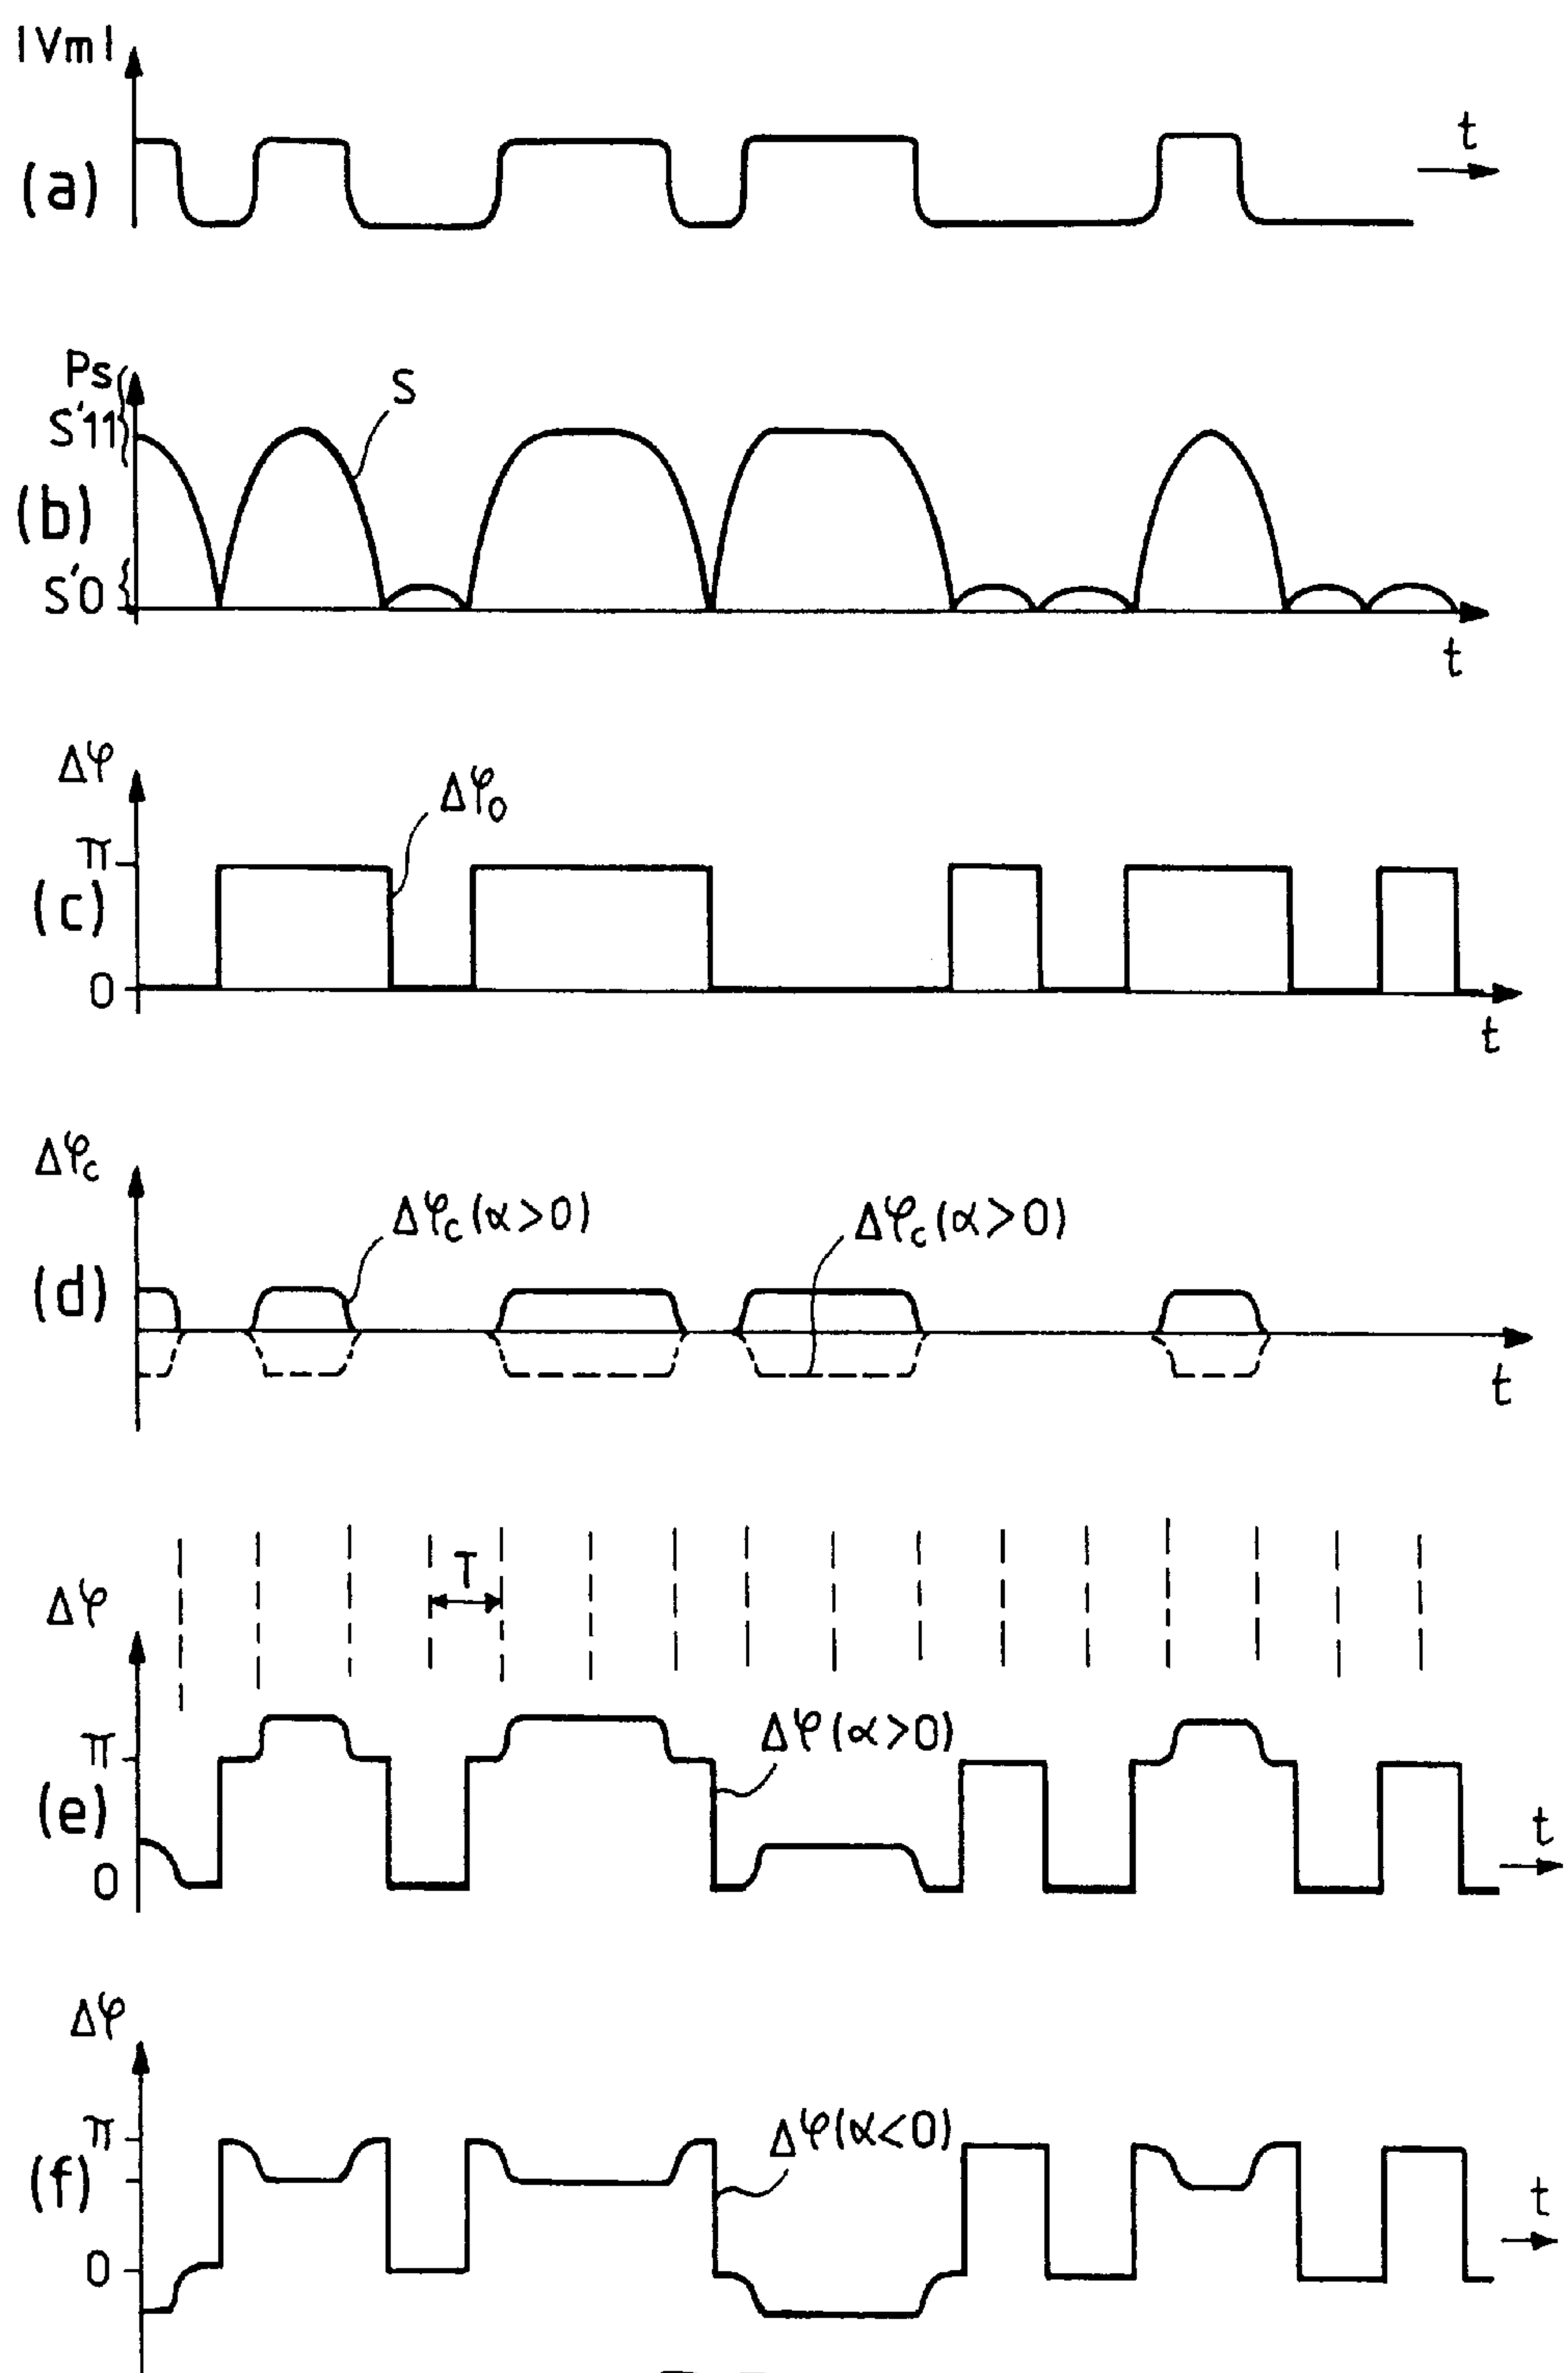 |Vm|
t
(a)
Ps
S'11
S
(b)
S'0
t
Δφ
Δφ₀
π
(c)
0
t
Δφc
Δφc(α>0)
Δφc(α>0)
(d)
t
T
Δφ
Δφ(α>0)
π
(e)
t
0
Δφ
π
Δφ(α<0)
(f)
t
0